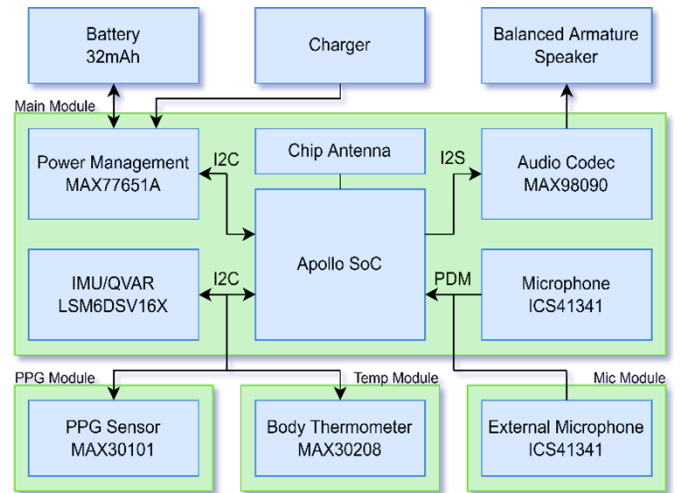 Battery
32mAh
Charger
Balanced Armature
Speaker
Main Module
Power Management
MAX77651A
I2C
Chip Antenna
I2S
Audio Codec
MAX98090
Apollo SoC
IMU/QVAR
LSM6DSV16X
I2C
PDM
Microphone
ICS41341
PPG Module
Temp Module
Mic Module
PPG Sensor
MAX30101
Body Thermometer
MAX30208
External Microphone
ICS41341